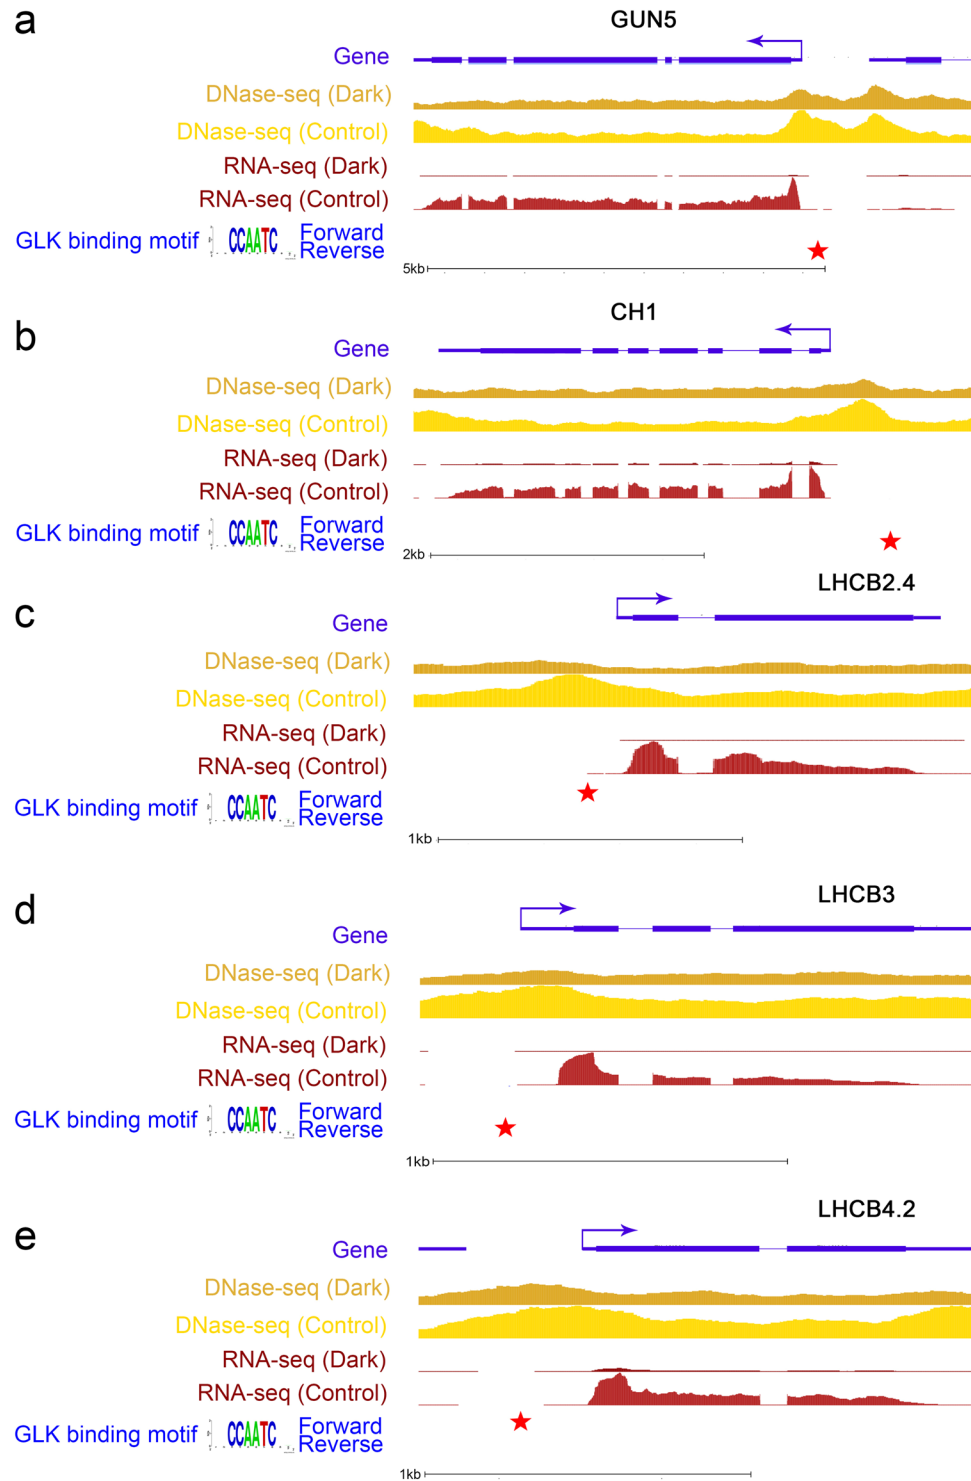 a
GUN5
Gene
DNase-seq (Dark)
DNase-seq (Control)
RNA-seq (Dark)
RNA-seq (Control)
GLK binding motif CCAATC Forward
Reverse
5kb
b
CH1
Gene
DNase-seq (Dark)
DNase-seq (Control)
RNA-seq (Dark)
RNA-seq (Control)
GLK binding motif CCAATC Forward
Reverse
2kb
c
LHCB2.4
Gene
DNase-seq (Dark)
DNase-seq (Control)
RNA-seq (Dark)
RNA-seq (Control)
GLK binding motif CCAATC Forward
Reverse
1kb
d
LHCB3
Gene
DNase-seq (Dark)
DNase-seq (Control)
RNA-seq (Dark)
RNA-seq (Control)
GLK binding motif CCAATC Forward
Reverse
1kb
e
LHCB4.2
Gene
DNase-seq (Dark)
DNase-seq (Control)
RNA-seq (Dark)
RNA-seq (Control)
GLK binding motif CCAATC Forward
Reverse
1kb